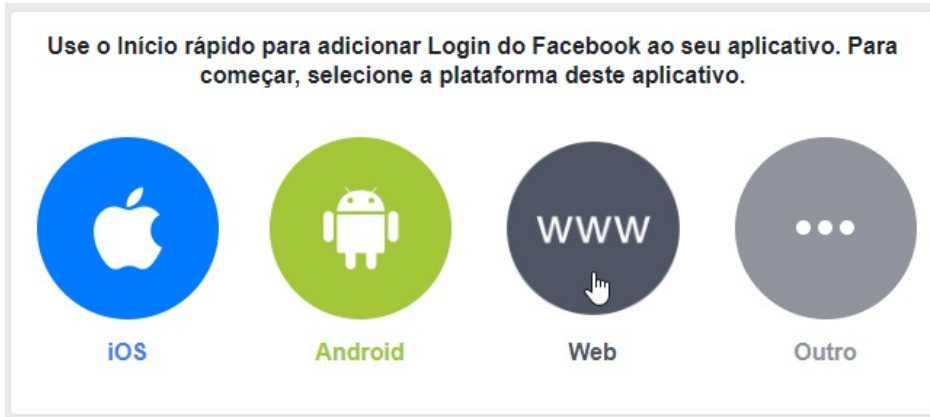 Use o Início rápido para adicionar Login do Facebook ao seu aplicativo. Para
começar, selecione a plataforma deste aplicativo.
www
iOS
Android
Web
Outro